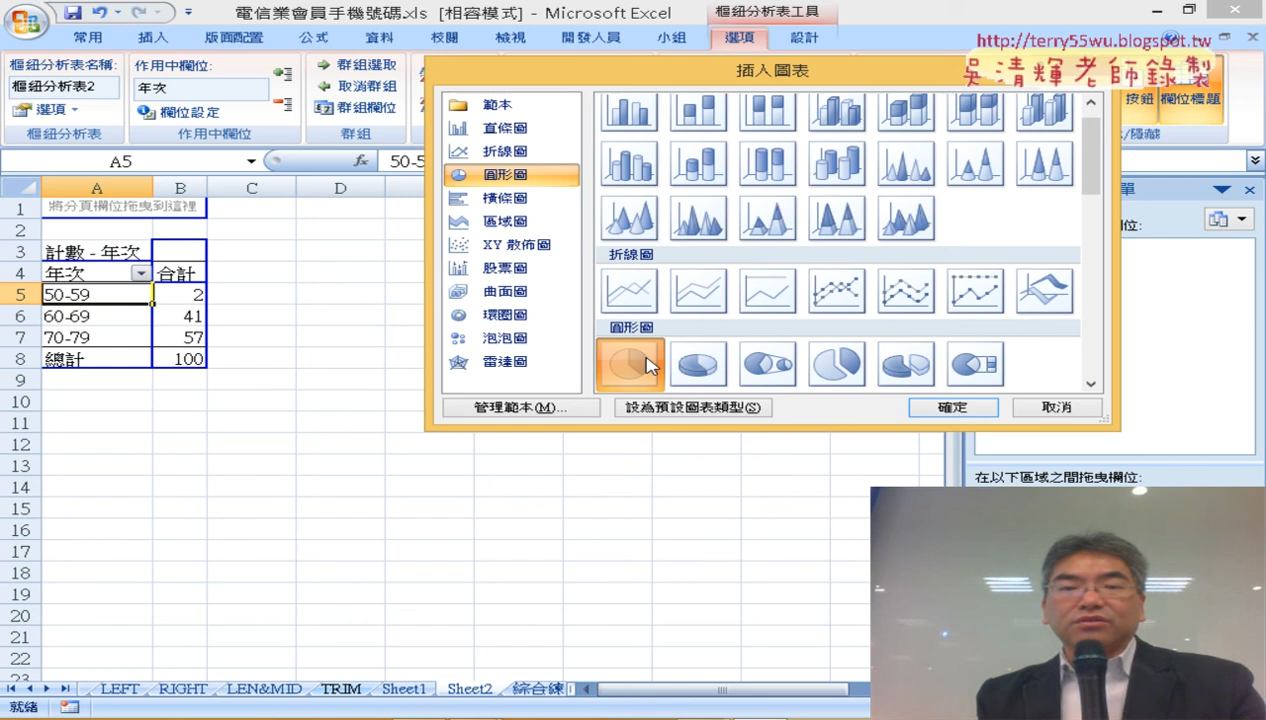 電信業會員手機號碼.xls [相容模式] - Microsoft Excel
樞紐分析表工具
常用 插入 版面配置 公式 資料 校閱 檢視 開發人員 小組 選項 設計
http://terry55wu.blogspot.tw
吳清輝老師錄製
樞紐分析表名稱:
樞紐分析表2
選項
樞紐分析表
作用中欄位:
年次
欄位設定
作用中欄位
群組選取
取消群組
群組欄位
群組
按鈕 欄位標題
/隱藏
A5
fx
50-5
A B C D
1 將分頁欄位拖曳到這裡
2
3 計數 - 年次
4 年次 合計
5 50-59 2
6 60-69 41
7 70-79 57
8 總計 100
9
10
11
12
13
14
15
16
17
18
19
20
21
22
23
插入圖表
範本
直條圖
折線圖
圓形圖
橫條圖
區域圖
XY 散佈圖
股票圖
曲面圖
環圈圖
泡泡圖
雷達圖
折線圖
圓形圖
管理範本(M)...
設為預設圖表類型(S)
確定
取消
單
位:
在以下區域之間拖曳欄位:
LEFT RIGHT LEN&MID TRIM Sheet1 Sheet2 綜合練
就緒